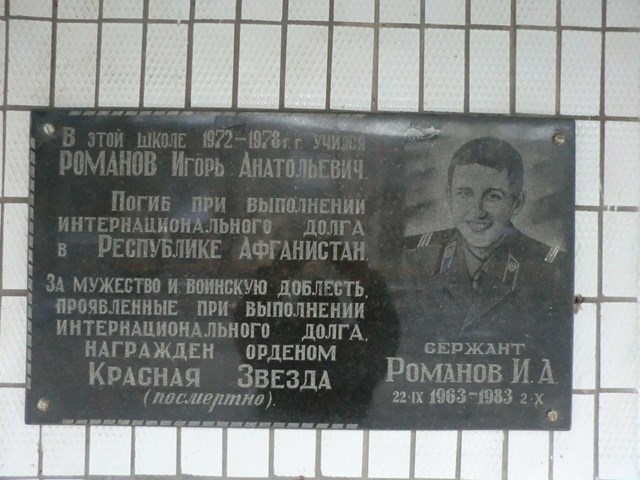 В этой школе 1972-1978 г.г. учился
Романов Игорь Анатольевич.
Погиб при выполнении
интернационального долга
в Республике Афганистан.
За мужество и воинскую доблесть,
проявленные при выполнении
интернационального долга,
награжден орденом
Красная Звезда
(посмертно).
сержант
Романов И.А.
22·IX 1963-1983 2·X